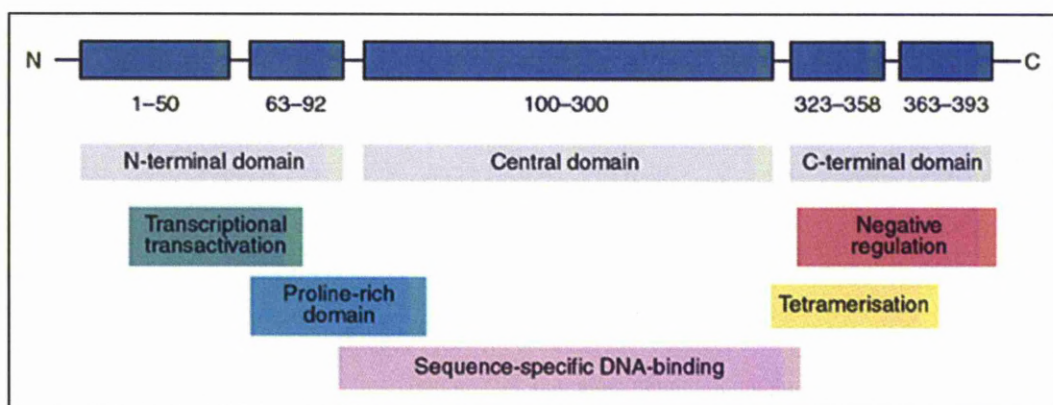 N
C
1–50 63–92 100–300 323–358 363–393
N-terminal domain Central domain C-terminal domain
Transcriptional
transactivation
Negative
regulation
Proline-rich
domain
Tetramerisation
Sequence-specific DNA-binding